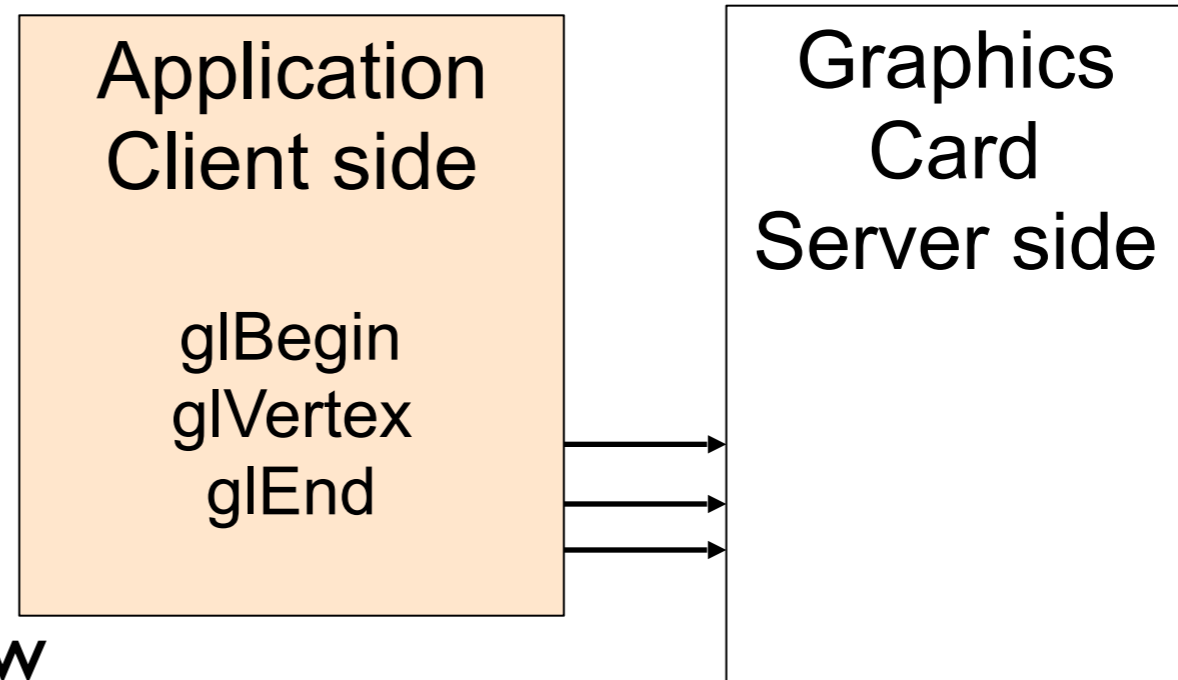 Application
Client side
glBegin
glVertex
glEnd
Graphics
Card
Server side
w